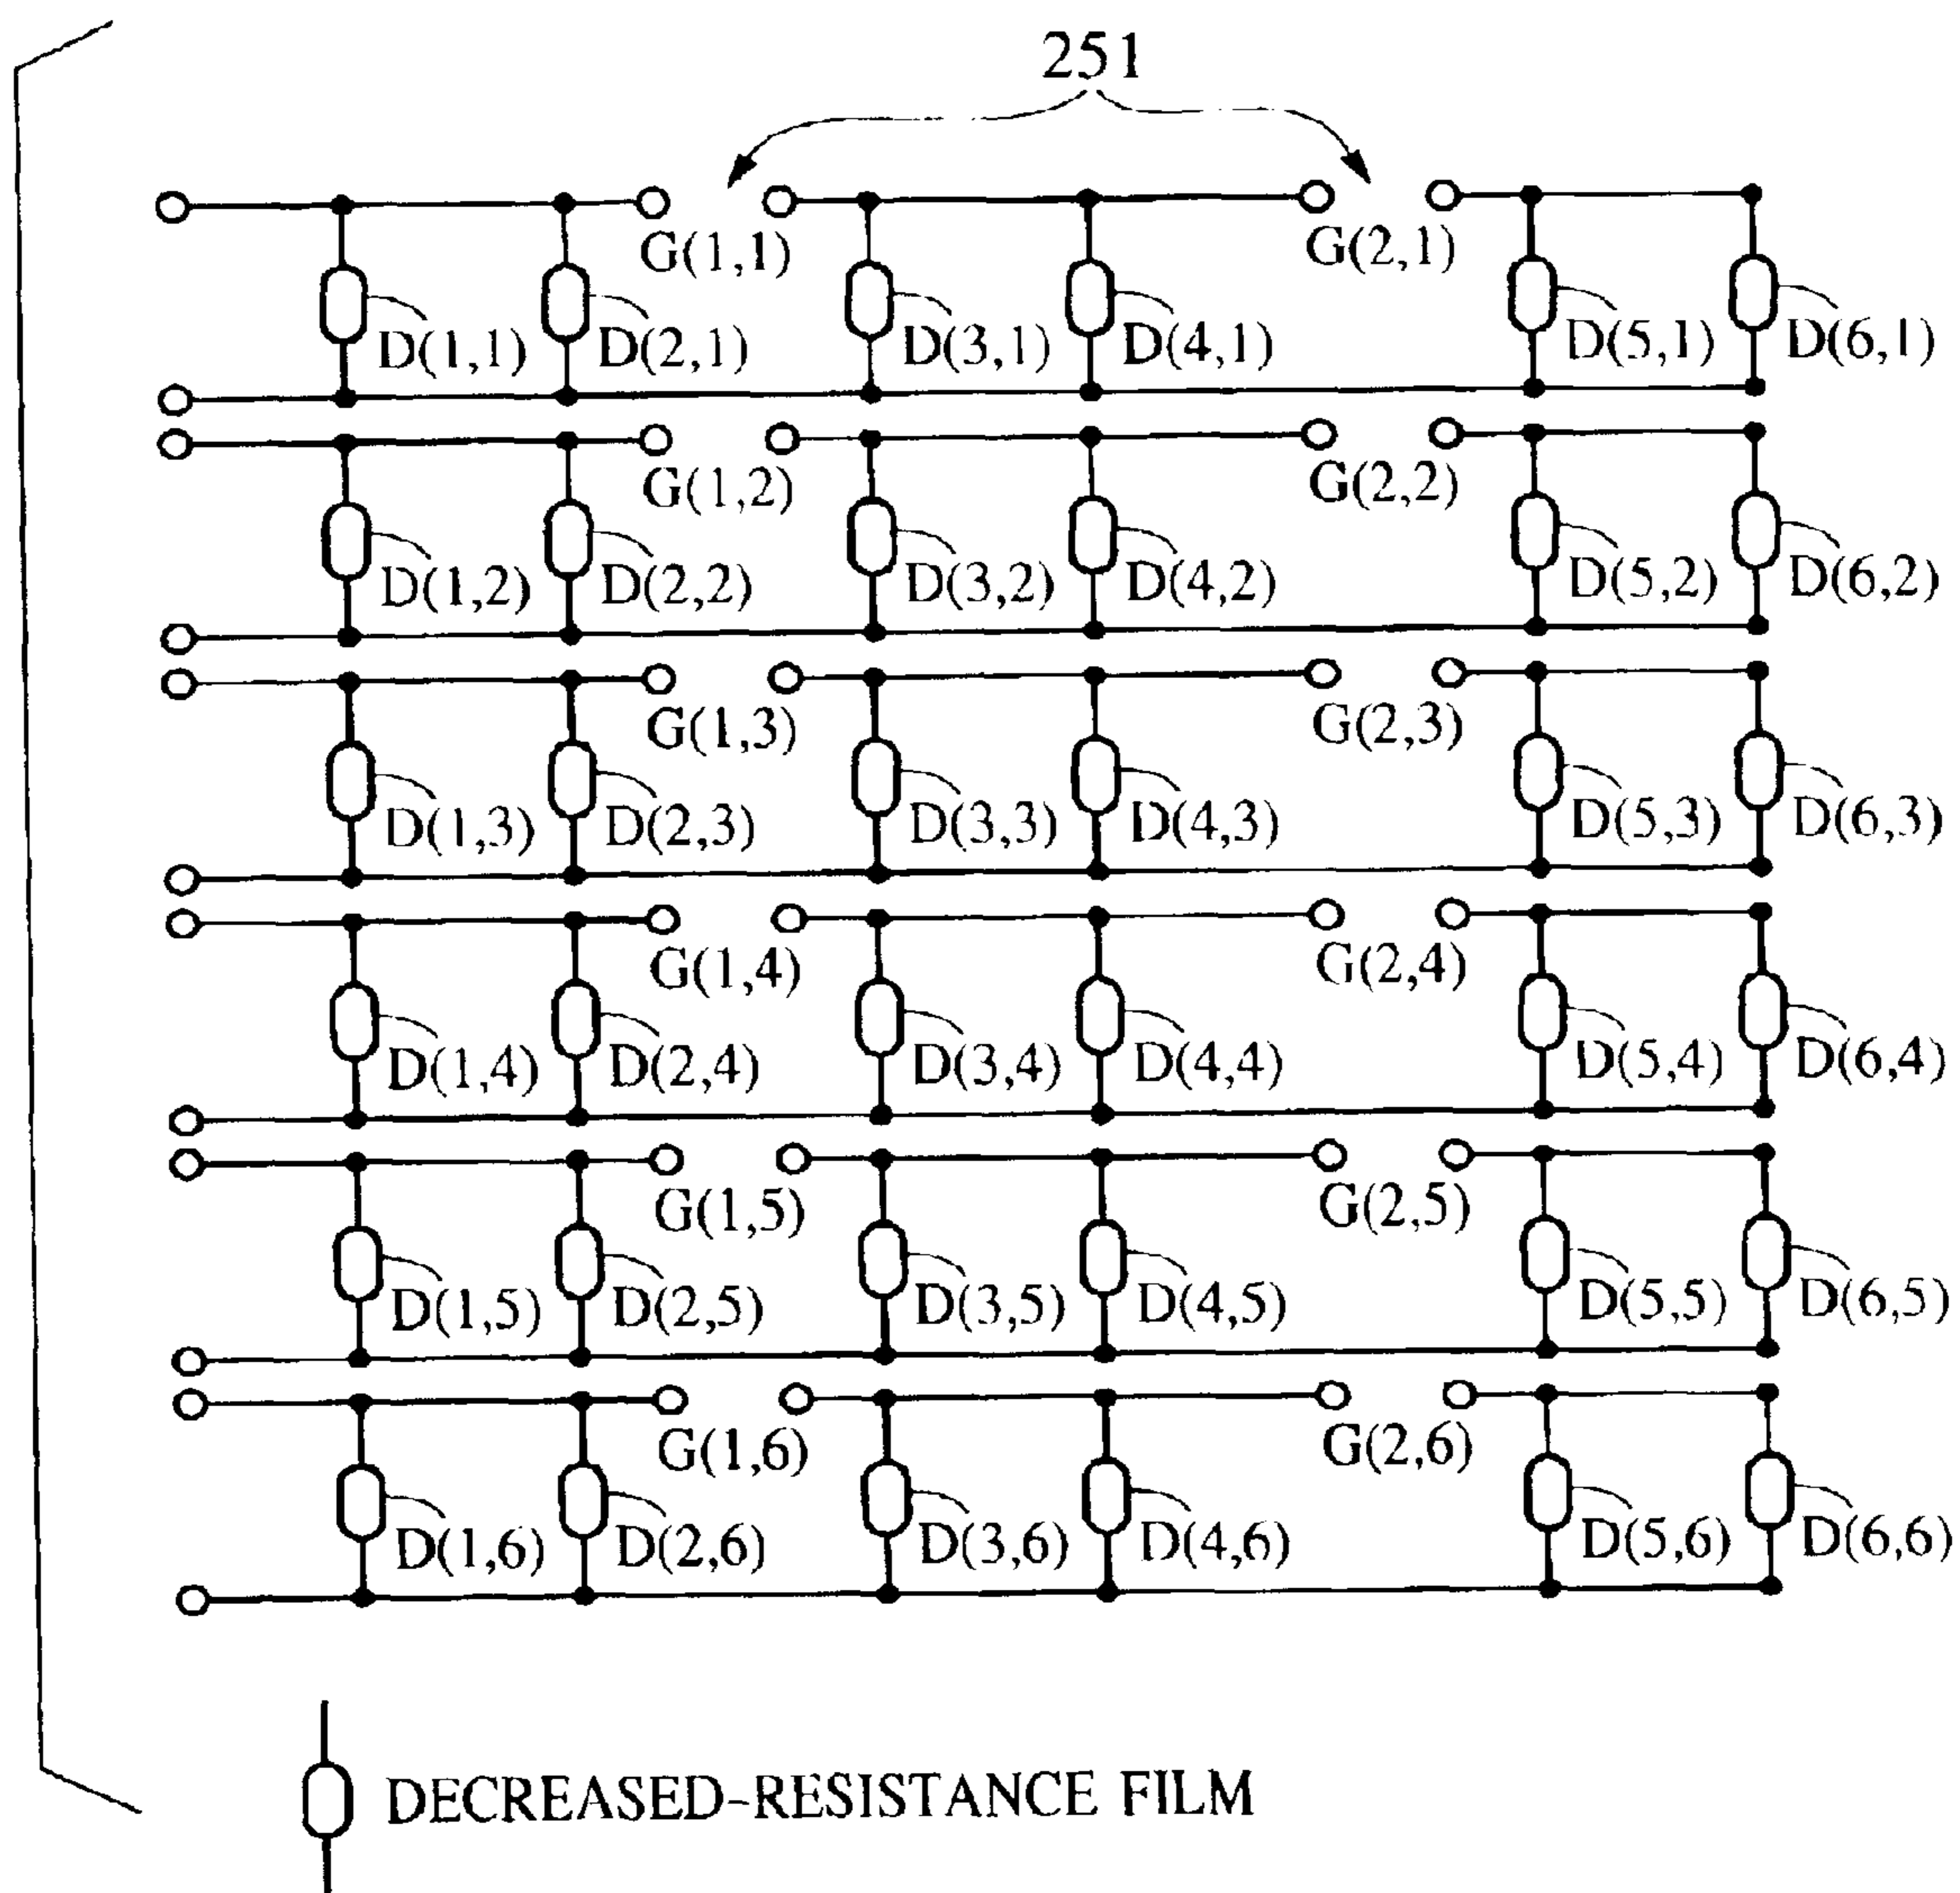 251
G(1,1) G(2,1)
D(1,1) D(2,1) D(3,1) D(4,1) D(5,1) D(6,1)
G(1,2) G(2,2)
D(1,2) D(2,2) D(3,2) D(4,2) D(5,2) D(6,2)
G(1,3) G(2,3)
D(1,3) D(2,3) D(3,3) D(4,3) D(5,3) D(6,3)
G(1,4) G(2,4)
D(1,4) D(2,4) D(3,4) D(4,4) D(5,4) D(6,4)
G(1,5) G(2,5)
D(1,5) D(2,5) D(3,5) D(4,5) D(5,5) D(6,5)
G(1,6) G(2,6)
D(1,6) D(2,6) D(3,6) D(4,6) D(5,6) D(6,6)
DECREASED-RESISTANCE FILM